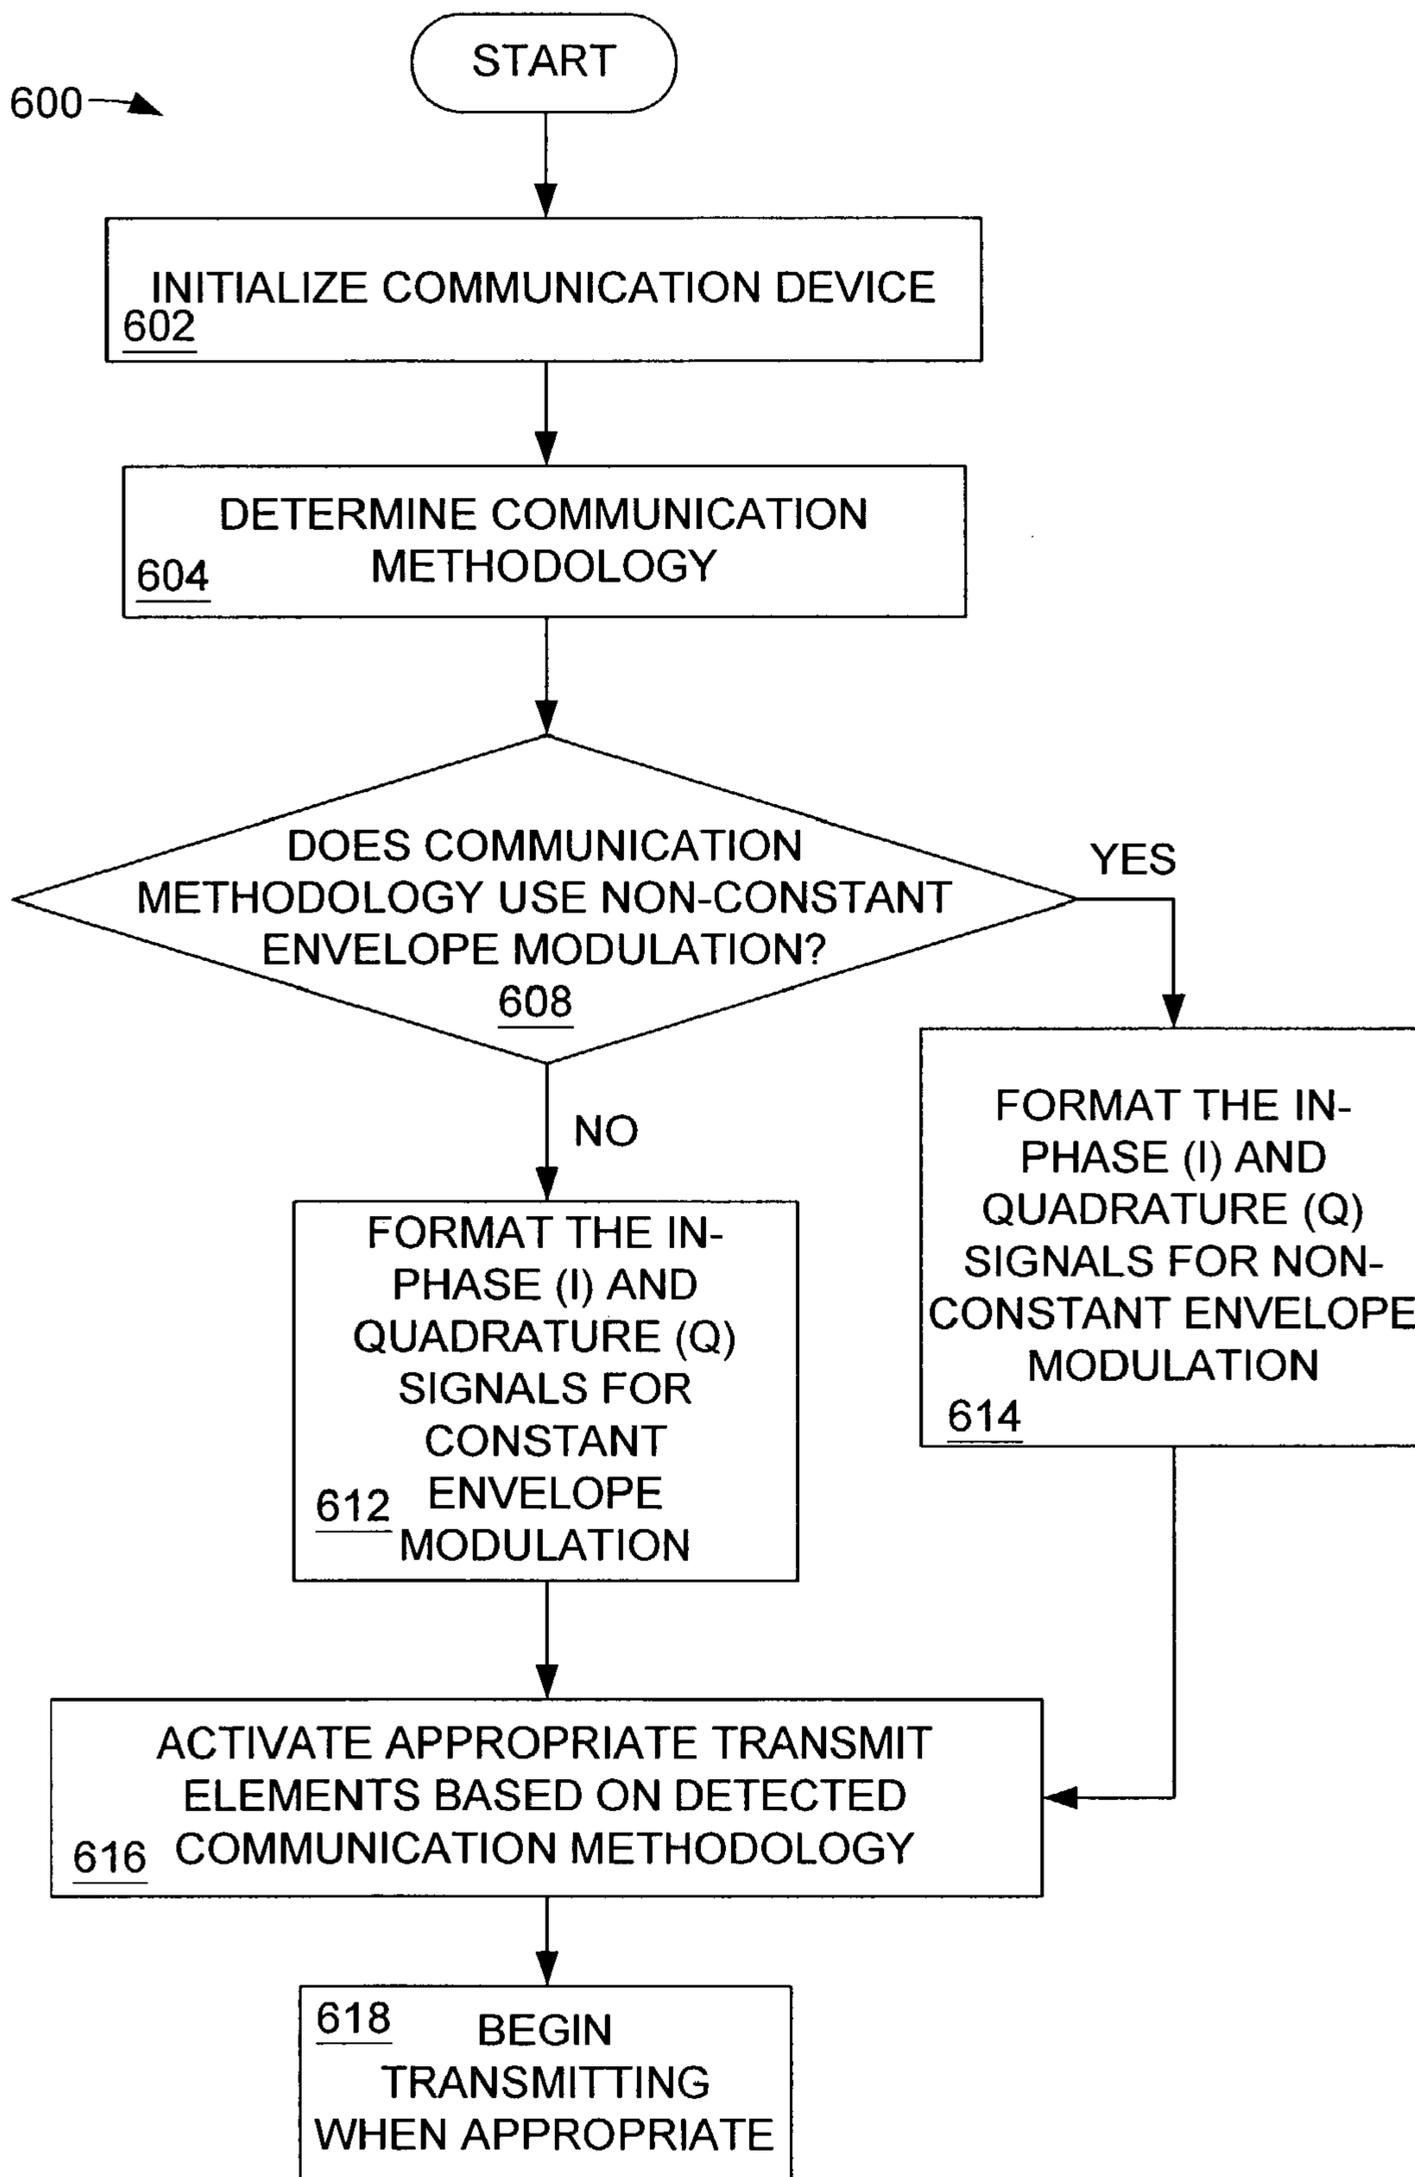 START
600
INITIALIZE COMMUNICATION DEVICE
602
DETERMINE COMMUNICATION
METHODOLOGY
604
DOES COMMUNICATION
METHODOLOGY USE NON-CONSTANT
ENVELOPE MODULATION?
608
YES
NO
FORMAT THE IN-
PHASE (I) AND
QUADRATURE (Q)
SIGNALS FOR NON-
CONSTANT ENVELOPE
MODULATION
614
FORMAT THE IN-
PHASE (I) AND
QUADRATURE (Q)
SIGNALS FOR
CONSTANT
ENVELOPE
MODULATION
612
ACTIVATE APPROPRIATE TRANSMIT
ELEMENTS BASED ON DETECTED
COMMUNICATION METHODOLOGY
616
618
BEGIN
TRANSMITTING
WHEN APPROPRIATE